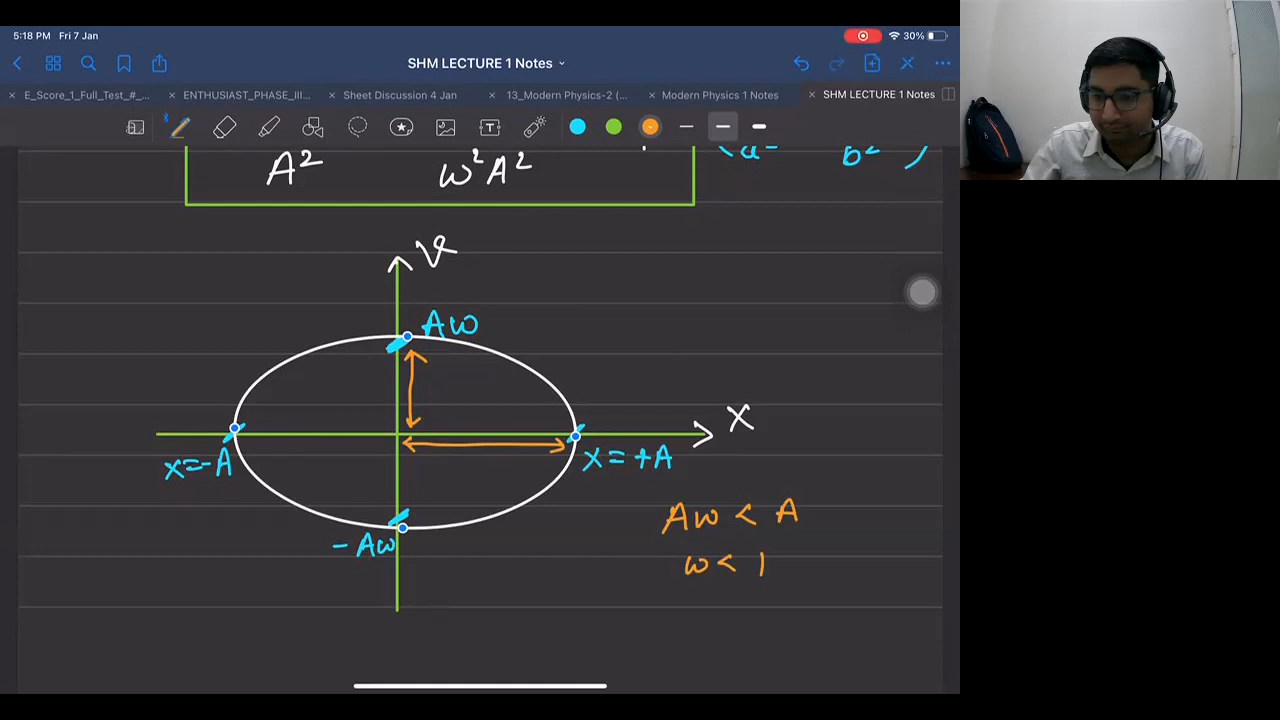 5:18 PM Fri 7 Jan
30%
SHM LECTURE 1 Notes
E_Score_1_Full_Test_#_...
ENTHUSIAST_PHASE_III...
Sheet Discussion 4 Jan
13_Modern Physics-2 (...
Modern Physics 1 Notes
SHM LECTURE 1 Notes
A² ω²A²
b² )
v
Aω
X
x=-A
x=+A
Aω < A
-Aω
ω < 1